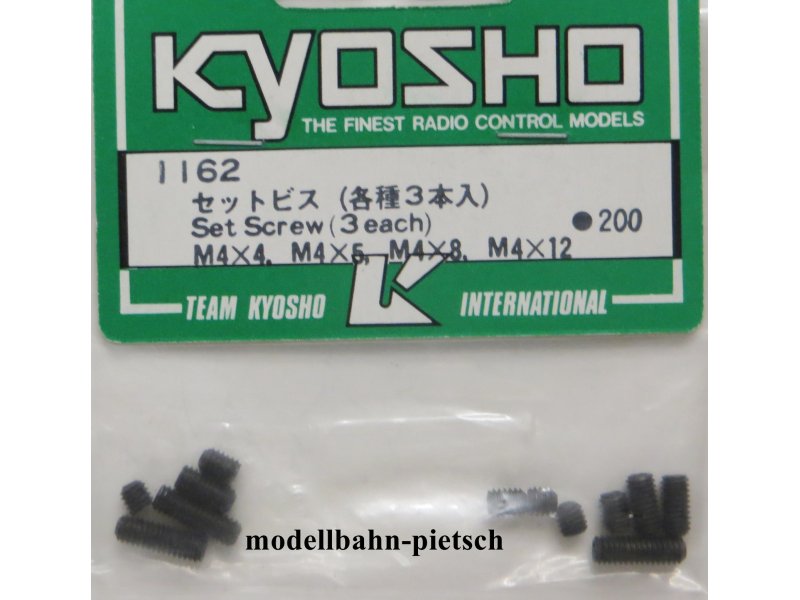 KYOSHO
THE FINEST RADIO CONTROL MODELS
1162
セットビス (各種3本入)
Set Screw (3 each)
●200
M4×4, M4×5, M4×8, M4×12
TEAM KYOSHO
INTERNATIONAL
modellbahn-pietsch